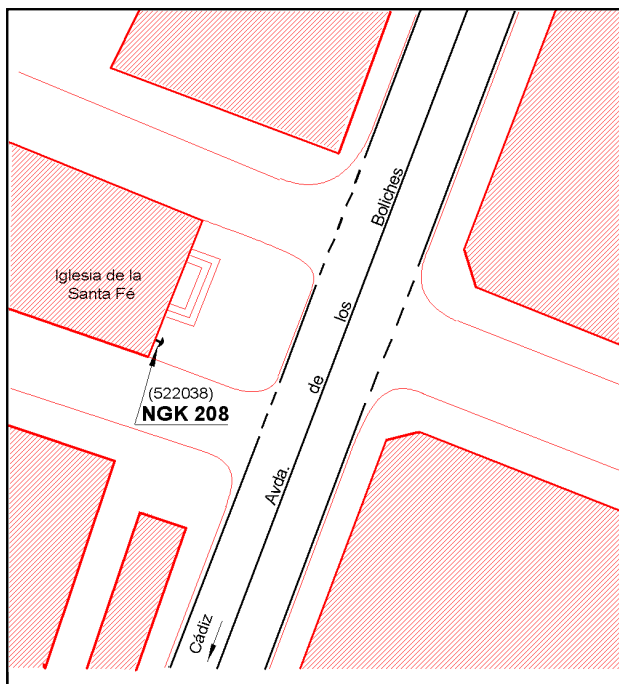 Iglesia de la
Santa Fé
(522038)
NGK 208
Avda. de los Boliches
Cádiz